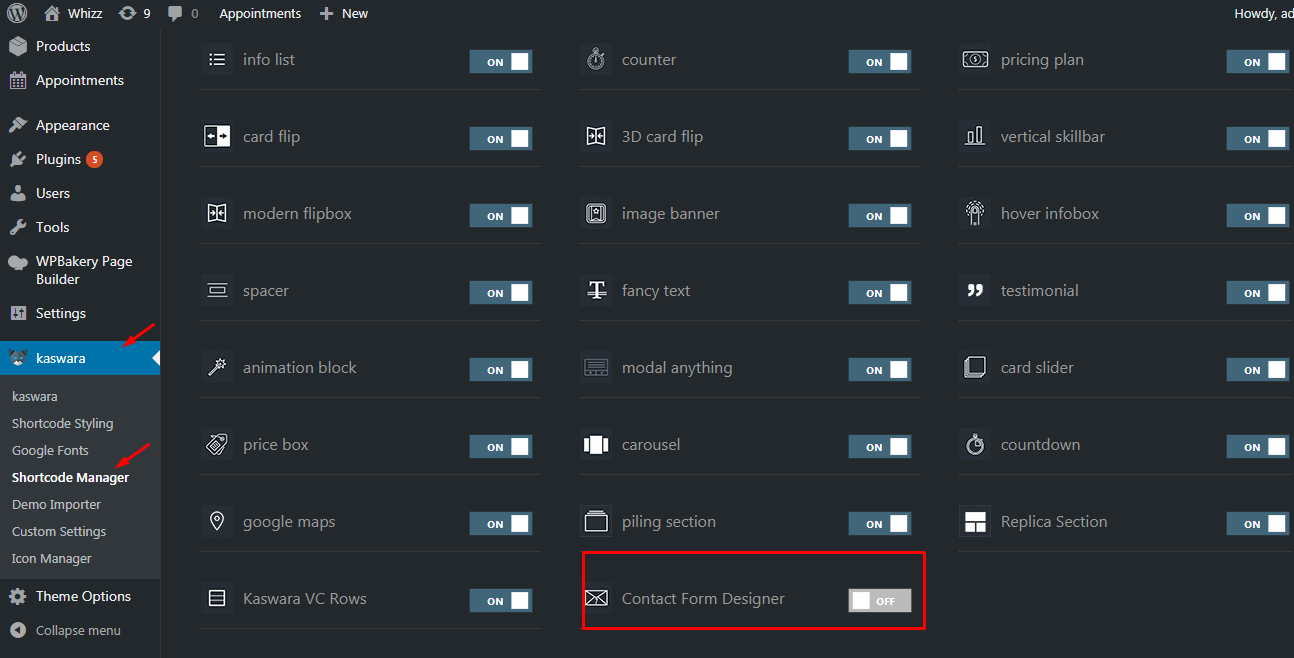 Whizz 9 0 Appointments New Howdy, ad
Products
Appointments
Appearance
Plugins 5
Users
Tools
WPBakery Page
Builder
Settings
kaswara
kaswara
Shortcode Styling
Google Fonts
Shortcode Manager
Demo Importer
Custom Settings
Icon Manager
Theme Options
Collapse menu
info list ON counter ON pricing plan ON
card flip ON 3D card flip ON vertical skillbar ON
modern flipbox ON image banner ON hover infobox ON
spacer ON fancy text ON testimonial ON
animation block ON modal anything ON card slider ON
price box ON carousel ON countdown ON
google maps ON piling section ON Replica Section ON
Kaswara VC Rows ON Contact Form Designer OFF